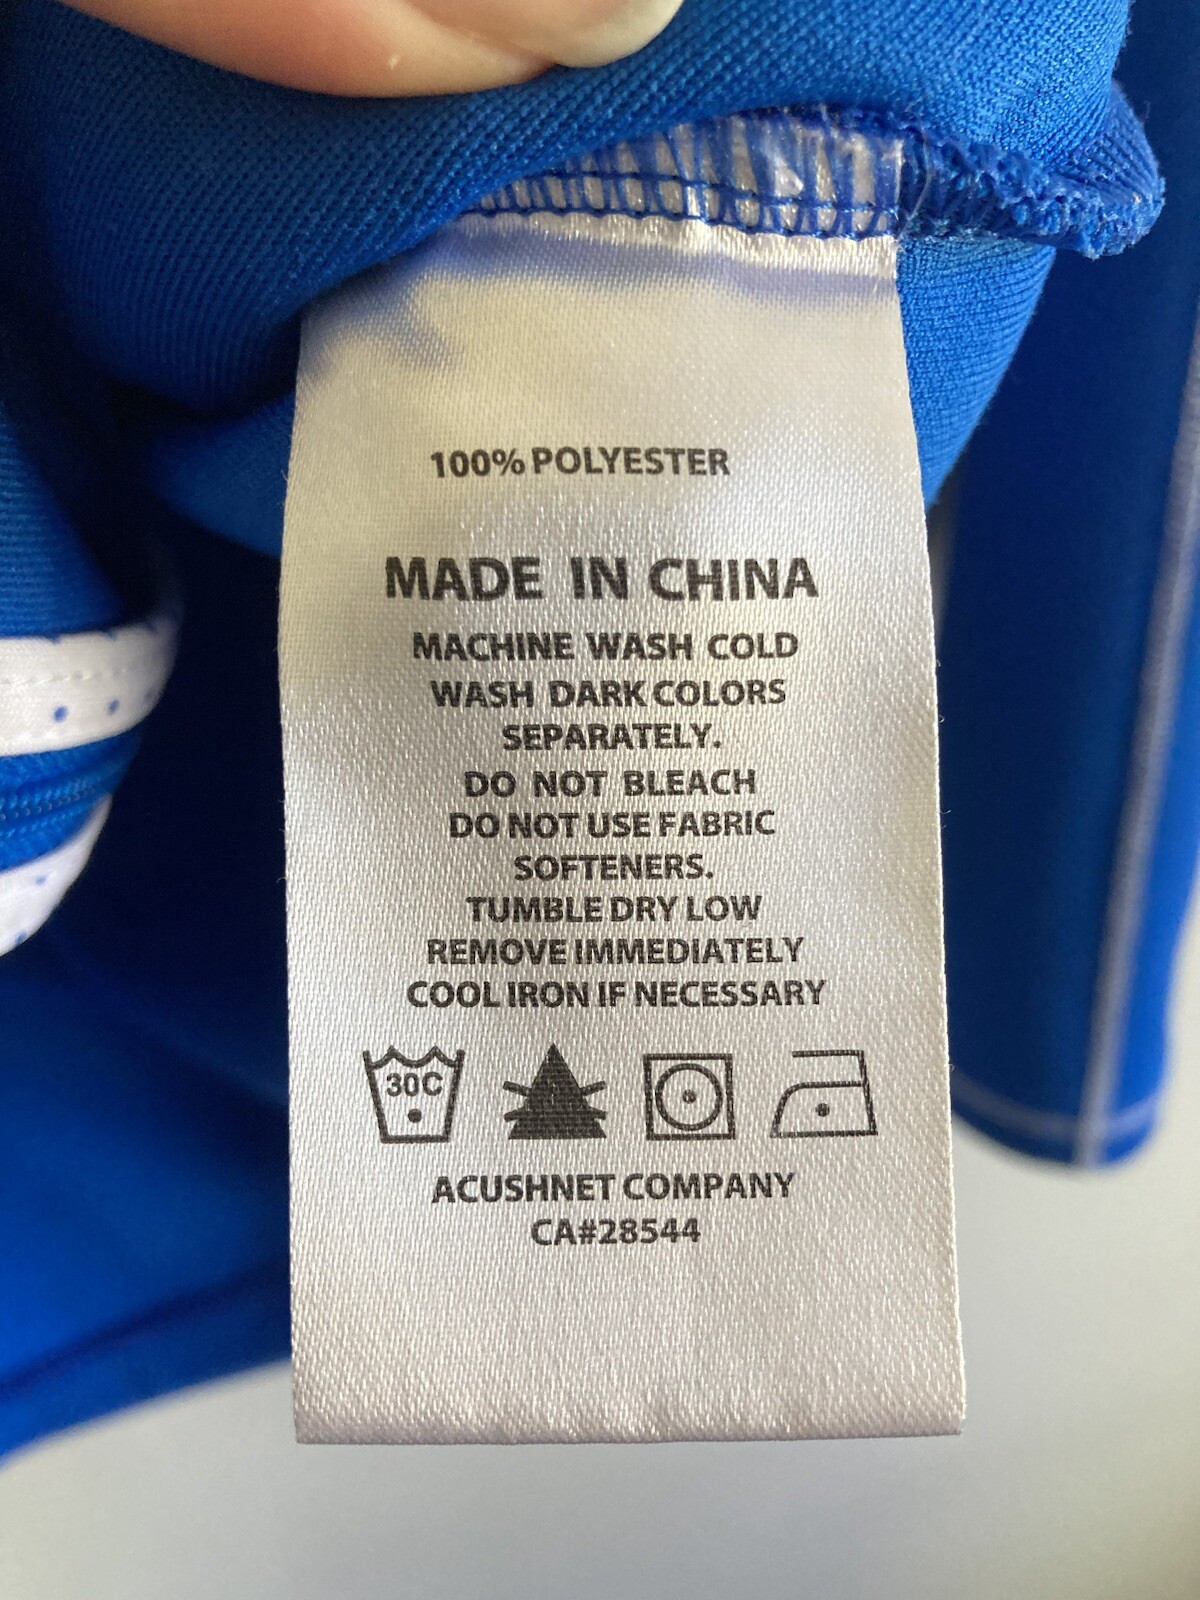 100% POLYESTER
MADE IN CHINA
MACHINE WASH COLD
WASH DARK COLORS
SEPARATELY.
DO NOT BLEACH
DO NOT USE FABRIC
SOFTENERS.
TUMBLE DRY LOW
REMOVE IMMEDIATELY
COOL IRON IF NECESSARY
30C
ACUSHNET COMPANY
CA#28544